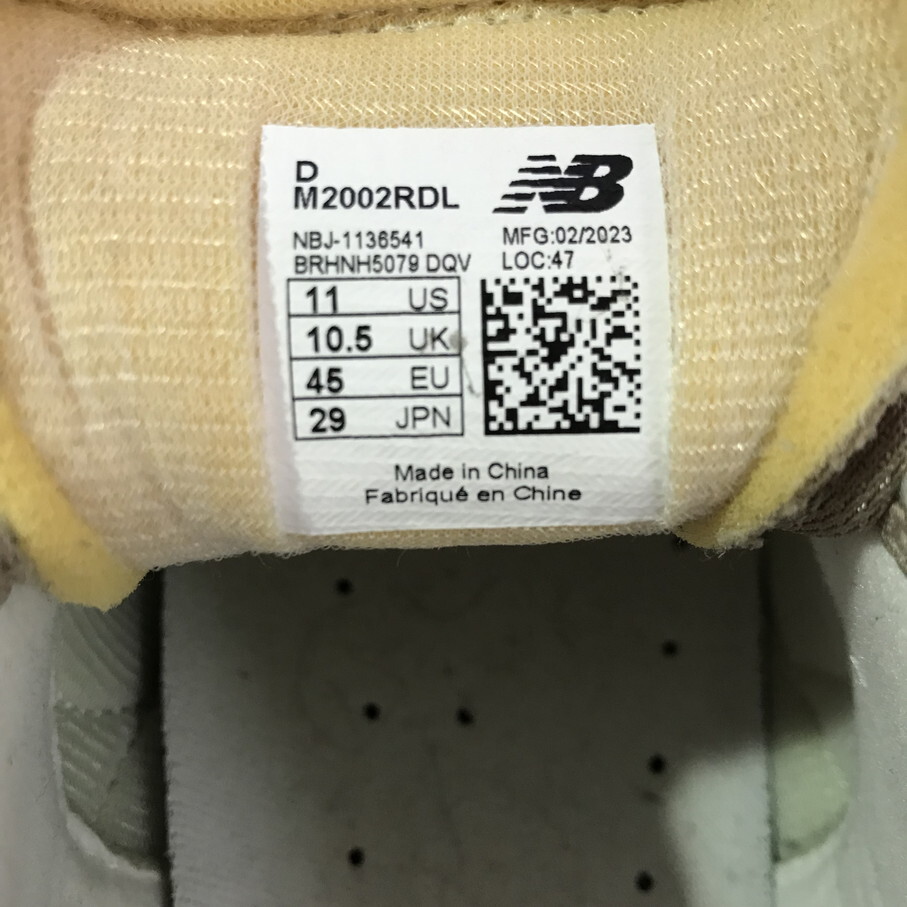 D
M2002RDL
NB
NBJ-1136541
MFG:02/2023
BRHNH5079 DQV
LOC:47
11 US
10.5 UK
45 EU
29 JPN
Made in China
Fabriqué en Chine